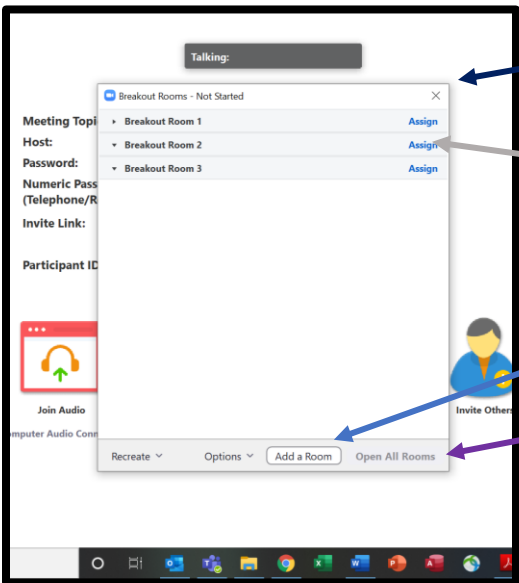 Talking:
Breakout Rooms - Not Started
Meeting Topi
Breakout Room 1 Assign
Host:
Breakout Room 2 Assign
Password:
Breakout Room 3 Assign
Numeric Pass
(Telephone/R
Invite Link:
Participant ID
Join Audio
Invite Others
omputer Audio Conn
Recreate Options Add a Room Open All Rooms